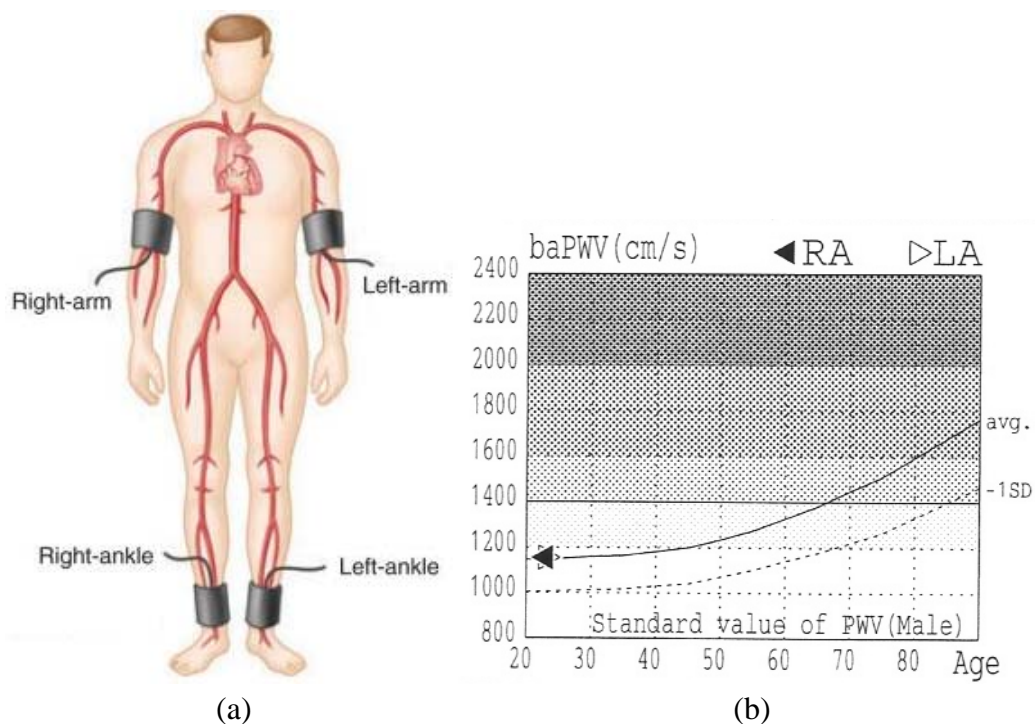 Right-arm
Left-arm
Right-ankle
Left-ankle
(a)
baPWV(cm/s) ◀RA ▷LA
2400
2200
2000
1800
1600
1400
1200
1000
800
avg.
-1SD
Standard value of PWV(Male)
20 30 40 50 60 70 80 Age
(b)